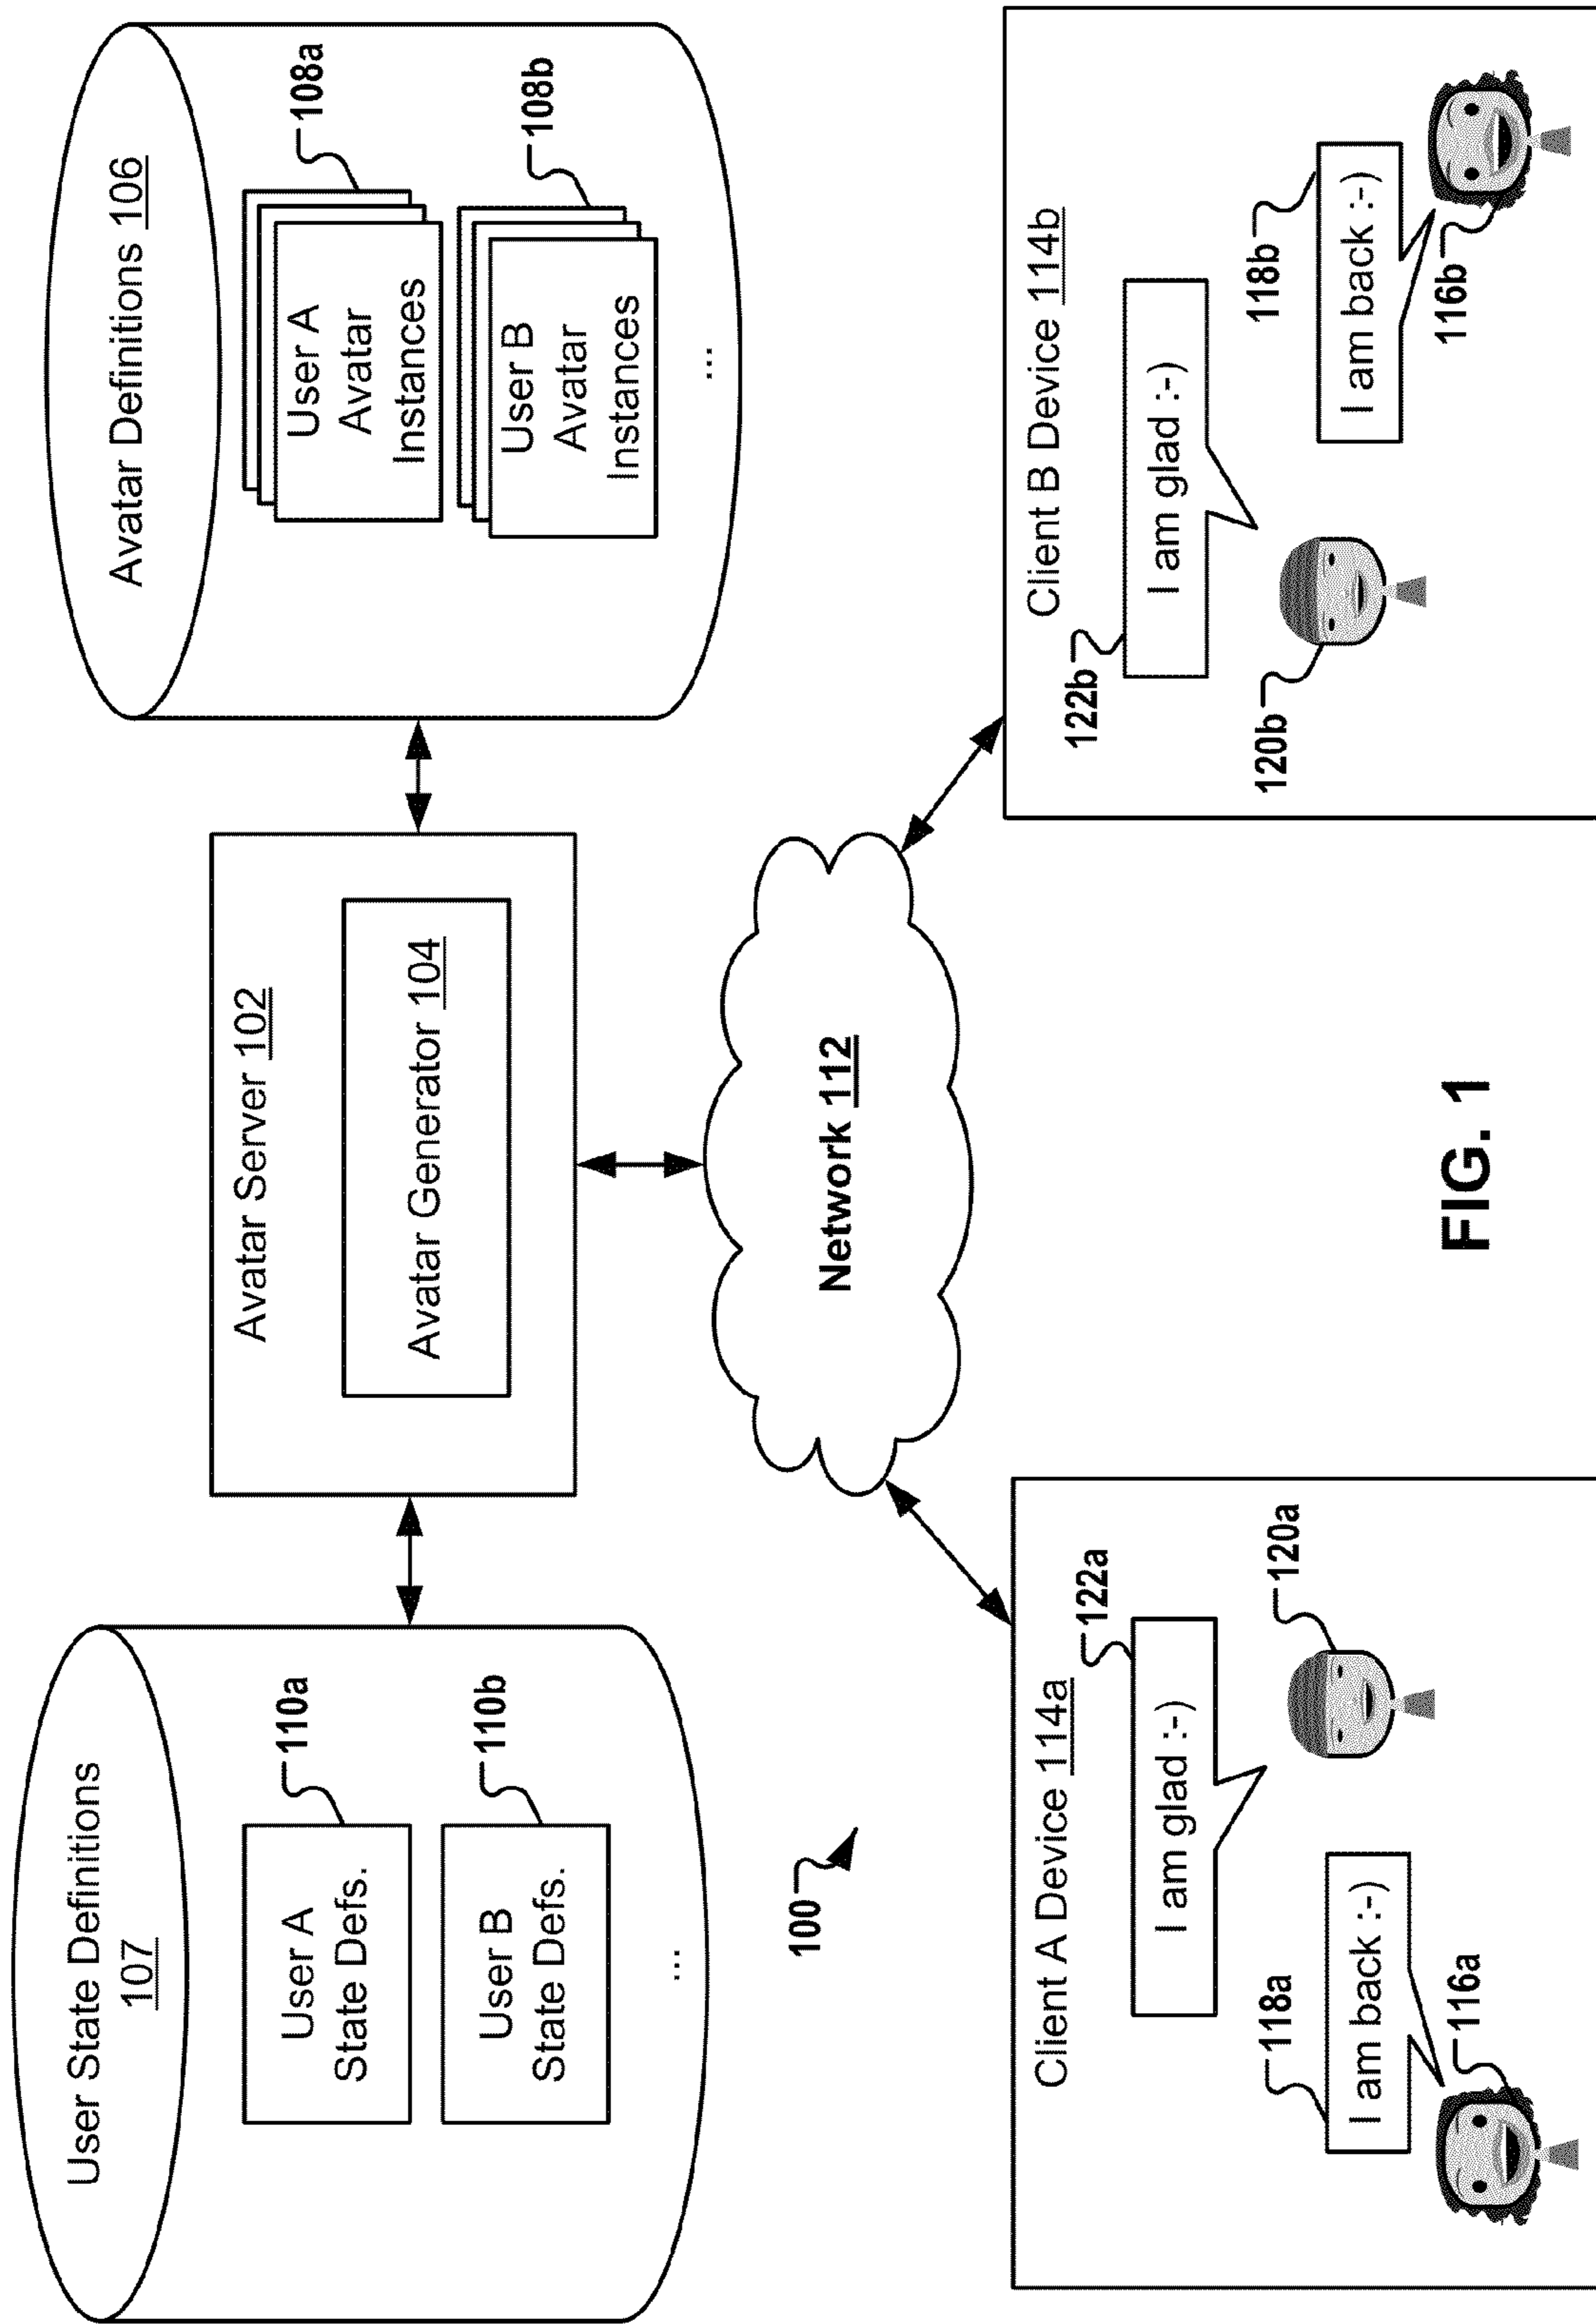 User State Definitions
107
User A
State Defs.
110a
User B
State Defs.
110b
...
Avatar Server 102
Avatar Generator 104
Avatar Definitions 106
User A
Avatar
Instances
108a
User B
Avatar
Instances
108b
...
100
Network 112
Client A Device 114a
122a
I am glad :-)
120a
118a
I am back :-)
116a
Client B Device 114b
122b
I am glad :-)
120b
118b
I am back :-)
116b
FIG. 1